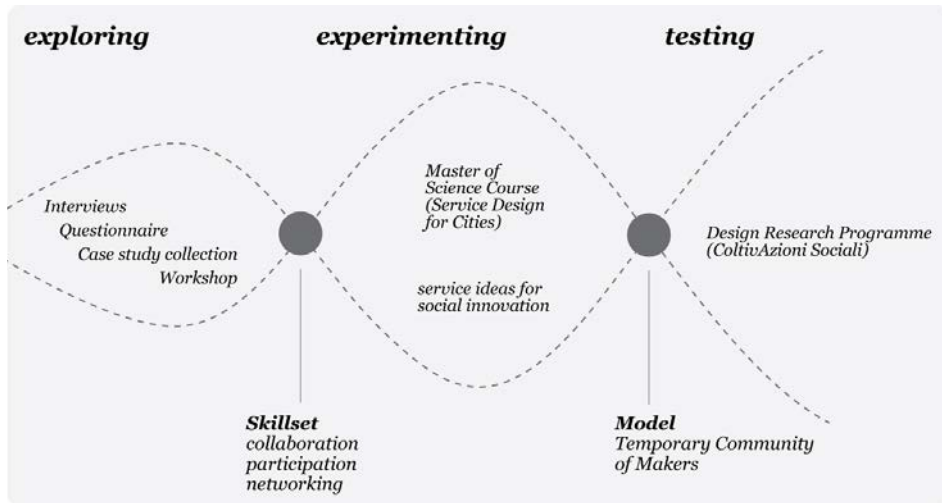 exploring
experimenting
testing
Interviews
Questionnaire
Case study collection
Workshop
Master of
Science Course
(Service Design
for Cities)
service ideas for
social innovation
Design Research Programme
(ColtivAzioni Sociali)
Skillset
collaboration
participation
networking
Model
Temporary Community
of Makers